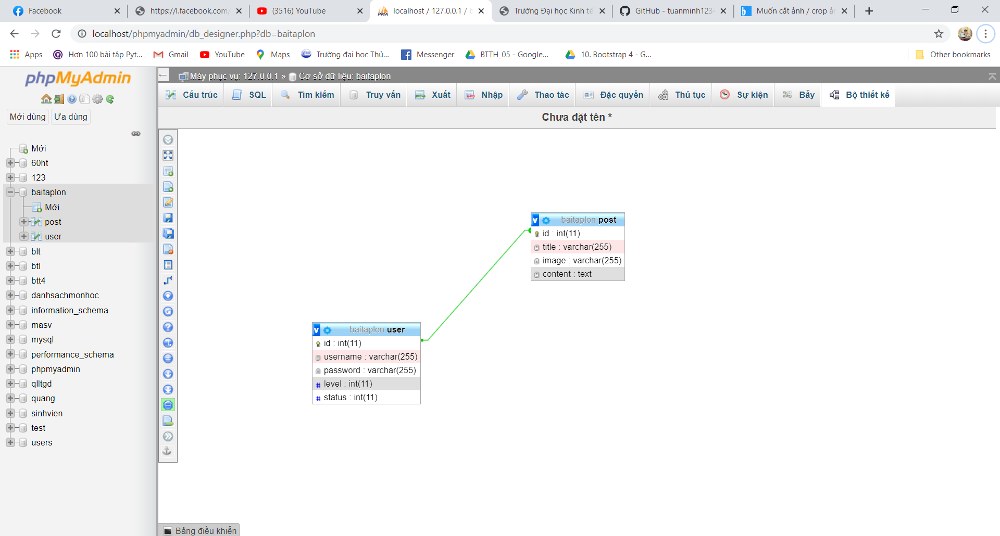 Facebook
https://l.facebook.com/
(3516) YouTube
localhost / 127.0.0.1 / b
Trường Đại học Kinh tế
GitHub - tuanminh1234
Muốn cắt ảnh / crop ản
localhost/phpmyadmin/db_designer.php?db=baitaplon
Apps
Hơn 100 bài tập Pyt...
Gmail
YouTube
Maps
Trường đại học Thủ...
Messenger
BTTH_05 - Google...
10. Bootstrap 4 - G...
Other bookmarks
phpMyAdmin
Mới dùng
Ưa dùng
Mới
60ht
123
baitaplon
Mới
post
user
blt
btl
btt4
danhsachmonhoc
information_schema
masv
mysql
performance_schema
phpmyadmin
qlltgd
quang
sinhvien
test
users
Máy phục vụ: 127.0.0.1 » Cơ sở dữ liệu: baitaplon
Cấu trúc
SQL
Tìm kiếm
Truy vấn
Xuất
Nhập
Thao tác
Đặc quyền
Thủ tục
Sự kiện
Bẫy
Bộ thiết kế
Chưa đặt tên *
v baitaplon post
id : int(11)
title : varchar(255)
image : varchar(255)
content : text
v baitaplon user
id : int(11)
username : varchar(255)
password : varchar(255)
# level : int(11)
# status : int(11)
Bảng điều khiển